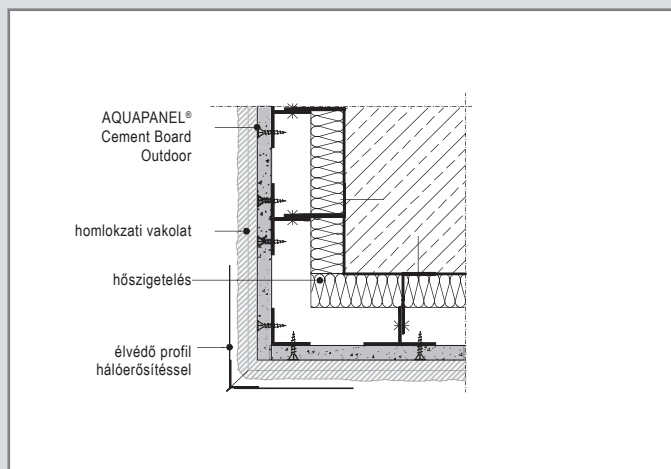 AQUAPANEL®
Cement Board
Outdoor
homlokzati vakolat
hőszigetelés
élvédő profil
hálóerősítéssel